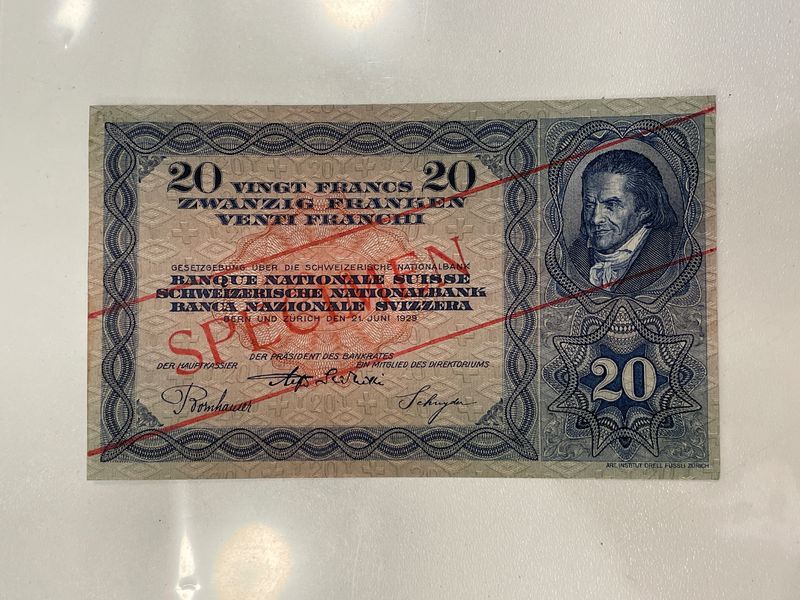 20 VINGT FRANCS 20
ZWANZIG FRANKEN
VENTI FRANCHI
GESETZGEBUNG ÜBER DIE SCHWEIZERISCHE NATIONALBANK
BANQUE NATIONALE SUISSE
SCHWEIZERISCHE NATIONALBANK
BANCA NAZIONALE SVIZZERA
BERN UND ZÜRICH DEN 21. JUNI 1929
SPECIMEN
DER PRÄSIDENT DES BANKRATES
DER HAUPTKASSIER EIN MITGLIED DES DIREKTORIUMS
Bornhauser Schnyder
20
ART. INSTITUT ORELL FÜSSLI ZÜRICH